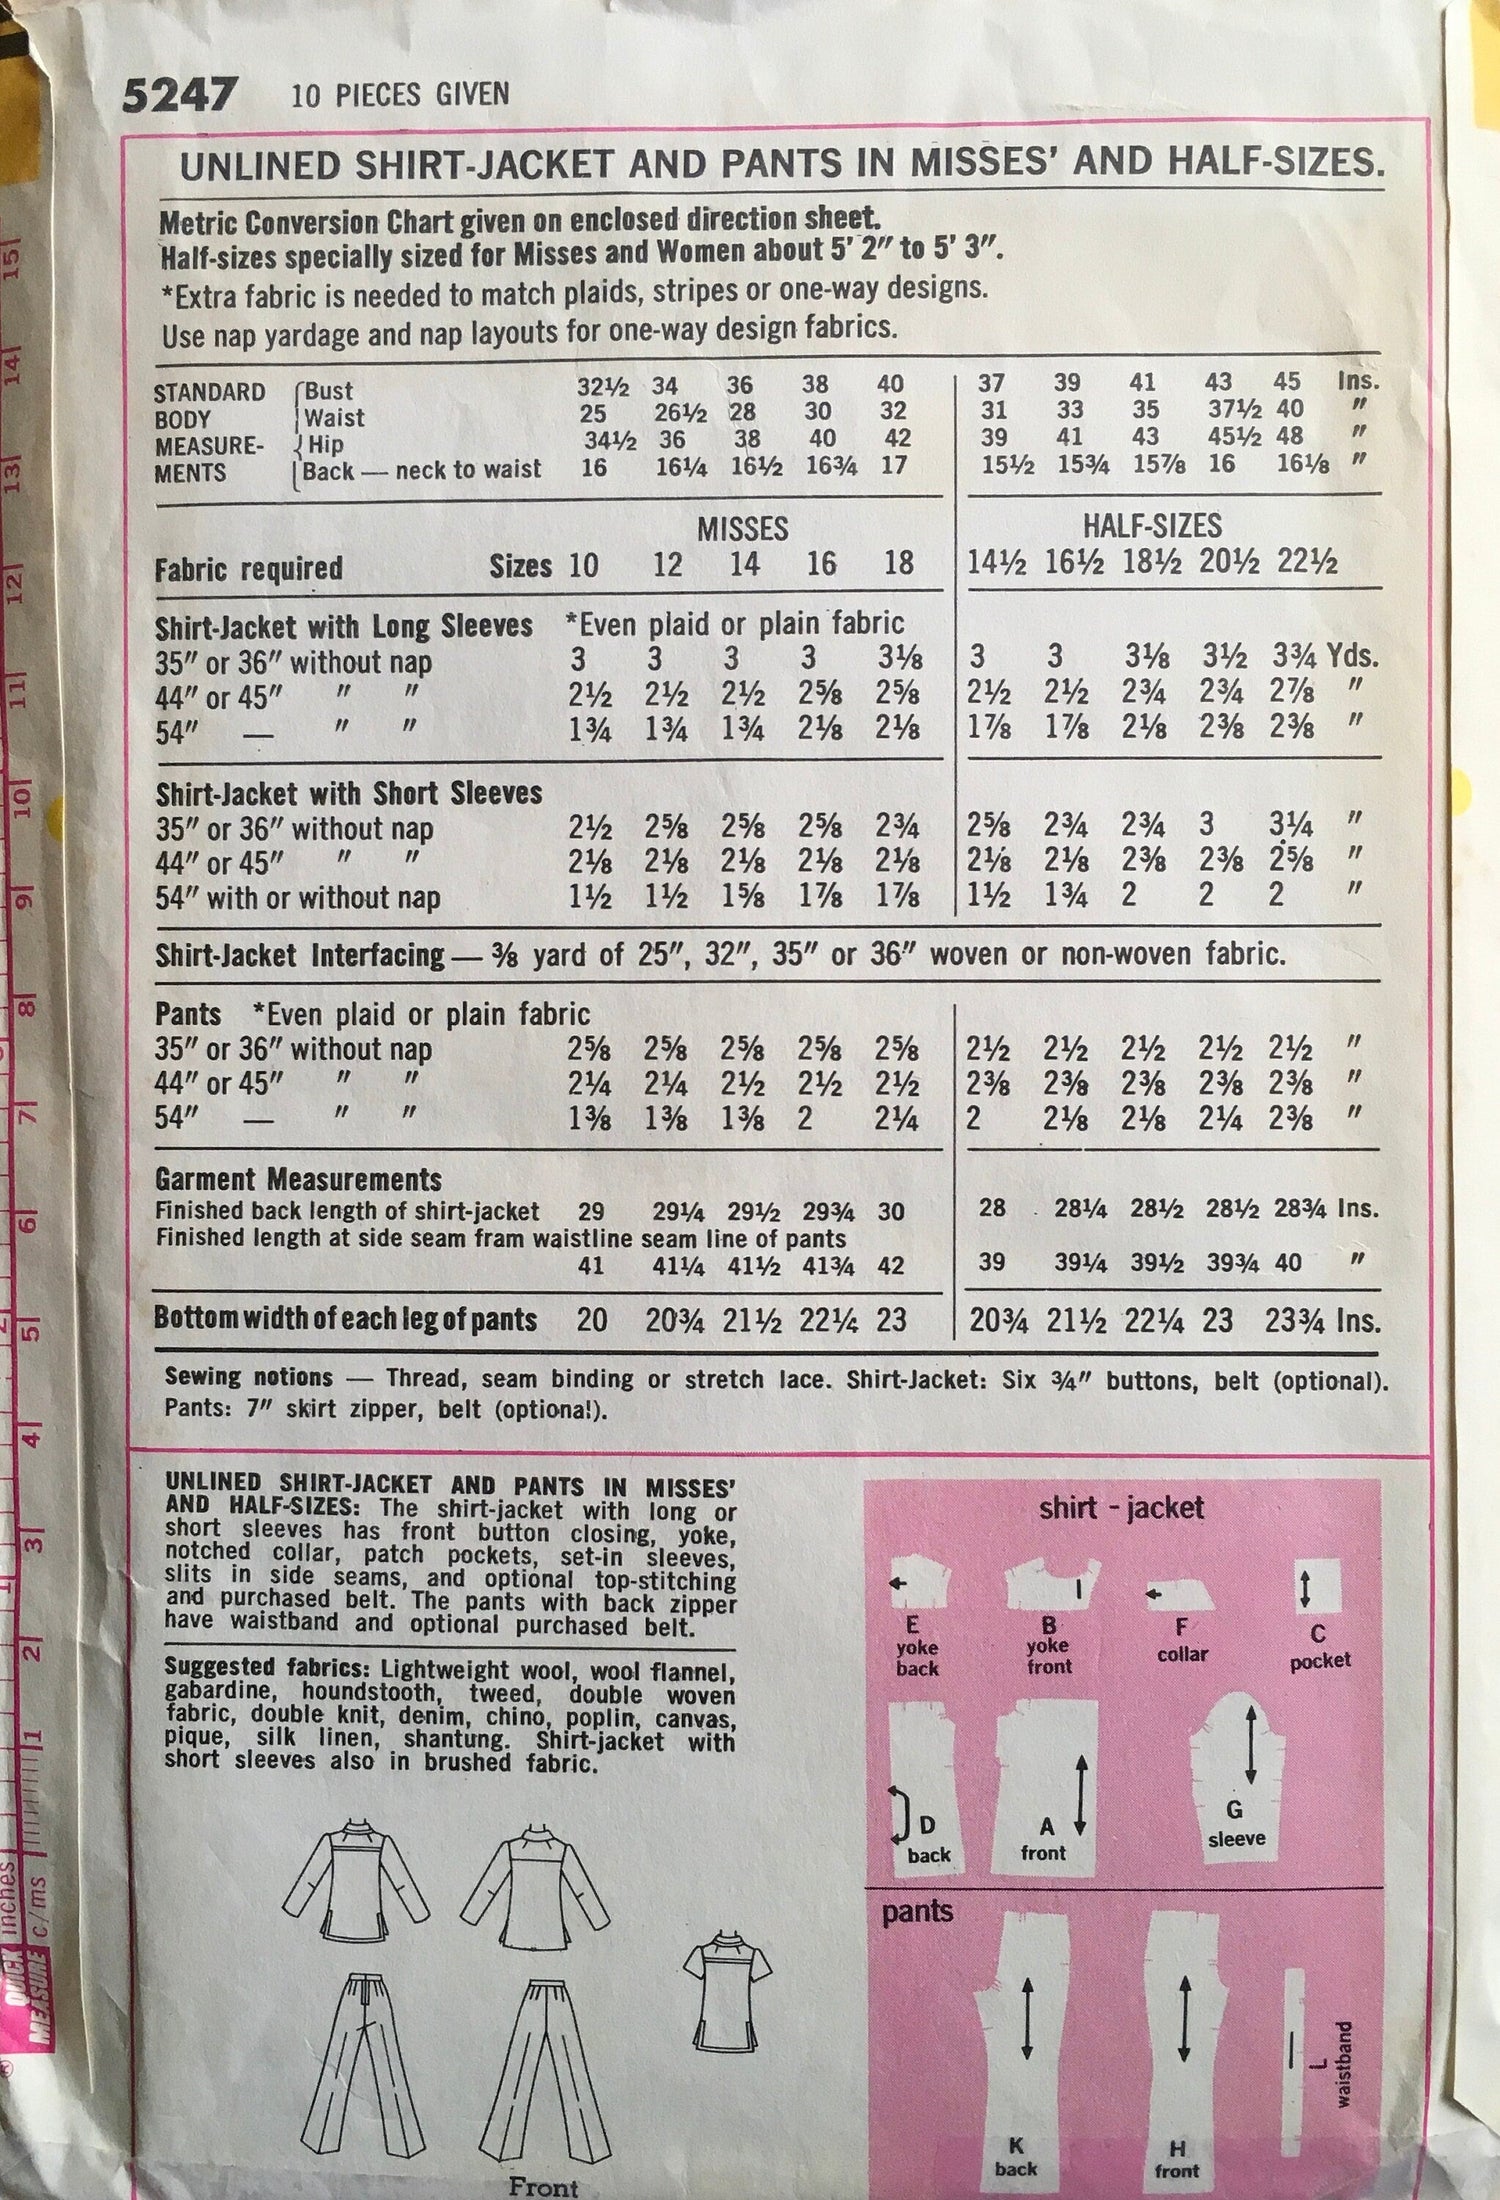 5247 10 PIECES GIVEN
UNLINED SHIRT-JACKET AND PANTS IN MISSES' AND HALF-SIZES.
Metric Conversion Chart given on enclosed direction sheet.
Half-sizes specially sized for Misses and Women about 5' 2" to 5' 3".
*Extra fabric is needed to match plaids, stripes or one-way designs.
Use nap yardage and nap layouts for one-way design fabrics.
STANDARD Bust 32½ 34 36 38 40 37 39 41 43 45 Ins.
BODY Waist 25 26½ 28 30 32 31 33 35 37½ 40 "
MEASURE- Hip 34½ 36 38 40 42 39 41 43 45½ 48 "
MENTS Back — neck to waist 16 16¼ 16½ 16¾ 17 15½ 15¾ 15⅞ 16 16⅛ "
MISSES HALF-SIZES
Fabric required Sizes 10 12 14 16 18 14½ 16½ 18½ 20½ 22½
Shirt-Jacket with Long Sleeves *Even plaid or plain fabric
35" or 36" without nap 3 3 3 3 3⅛ 3 3 3⅛ 3½ 3¾ Yds.
44" or 45" " " 2½ 2½ 2½ 2⅝ 2⅝ 2½ 2½ 2¾ 2¾ 2⅞ "
54" — " " 1¾ 1¾ 1¾ 2⅛ 2⅛ 1⅞ 1⅞ 2⅛ 2⅜ 2⅜ "
Shirt-Jacket with Short Sleeves
35" or 36" without nap 2½ 2⅝ 2⅝ 2⅝ 2¾ 2⅝ 2¾ 2¾ 3 3¼ "
44" or 45" " " 2⅛ 2⅛ 2⅛ 2⅛ 2⅛ 2⅛ 2⅛ 2⅜ 2⅜ 2⅝ "
54" with or without nap 1½ 1½ 1⅝ 1⅞ 1⅞ 1½ 1¾ 2 2 2 "
Shirt-Jacket Interfacing — ⅜ yard of 25", 32", 35" or 36" woven or non-woven fabric.
Pants *Even plaid or plain fabric
35" or 36" without nap 2⅝ 2⅝ 2⅝ 2⅝ 2⅝ 2½ 2½ 2½ 2½ 2½ "
44" or 45" " " 2¼ 2¼ 2½ 2½ 2½ 2⅜ 2⅜ 2⅜ 2⅜ 2⅜ "
54" — " " 1⅜ 1⅜ 1⅜ 2 2¼ 2 2⅛ 2⅛ 2¼ 2⅜ "
Garment Measurements
Finished back length of shirt-jacket 29 29¼ 29½ 29¾ 30 28 28¼ 28½ 28½ 28¾ Ins.
Finished length at side seam fram waistline seam line of pants
41 41¼ 41½ 41¾ 42 39 39¼ 39½ 39¾ 40 "
Bottom width of each leg of pants 20 20¾ 21½ 22¼ 23 20¾ 21½ 22¼ 23 23¾ Ins.
Sewing notions — Thread, seam binding or stretch lace. Shirt-Jacket: Six ¾" buttons, belt (optional).
Pants: 7" skirt zipper, belt (optional).
UNLINED SHIRT-JACKET AND PANTS IN MISSES'
AND HALF-SIZES: The shirt-jacket with long or
short sleeves has front button closing, yoke,
notched collar, patch pockets, set-in sleeves,
slits in side seams, and optional top-stitching
and purchased belt. The pants with back zipper
have waistband and optional purchased belt.
Suggested fabrics: Lightweight wool, wool flannel,
gabardine, houndstooth, tweed, double woven
fabric, double knit, denim, chino, poplin, canvas,
pique, silk linen, shantung. Shirt-jacket with
short sleeves also in brushed fabric.
Front
shirt - jacket
E B F C
yoke yoke collar pocket
back front
D A G
back front sleeve
pants
K H L
back front waistband
15
14
13
12
11
10
9
8
7
6
5
4
3
2
1
inches
c/ms
QUICK
MEASURE
®